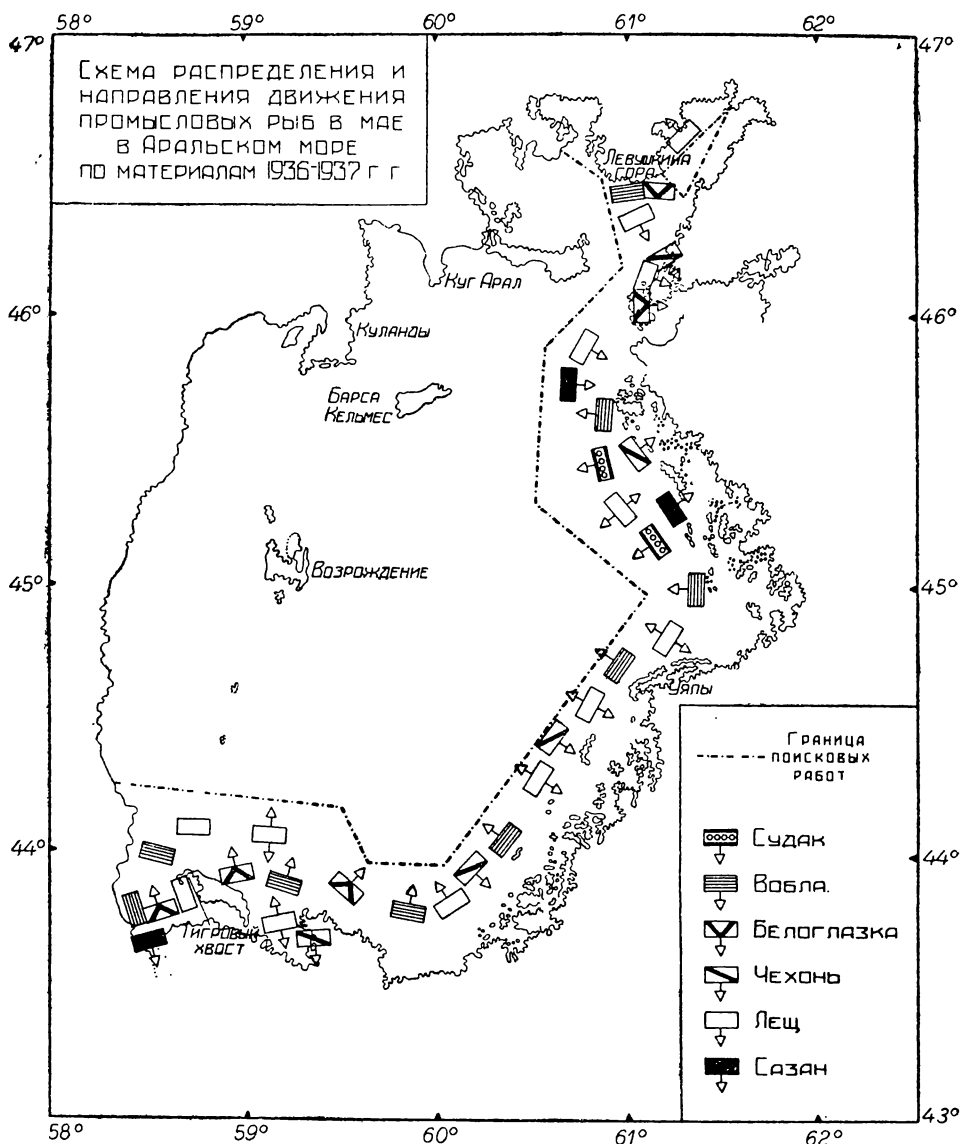 58° 59° 60° 61° 62°
47° 47°
Схема распределения и
направления движения
промысловых рыб в мае
в Аральском море
по материалам 1936-1937 г г
Левушкина
гора
Куг Арал
46° 46°
Куланды
Барса
Кельмес
45° 45°
Возрождение
Уялы
Граница
поисковых
работ
44° 44°
Судак
Вобла.
Тигровый
хвост
Белоглазка
Чехонь
Лещ
Сазан
43° 43°
58° 59° 60° 61° 62°